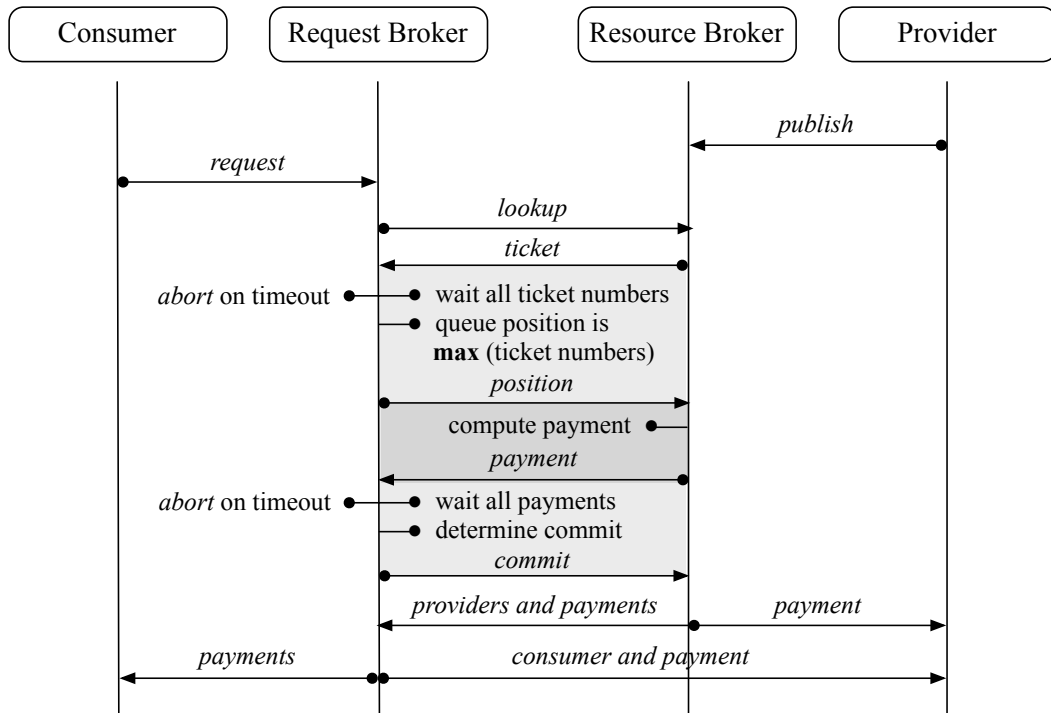 Consumer
Request Broker
Resource Broker
Provider
publish
request
lookup
ticket
abort on timeout
wait all ticket numbers
queue position is
max (ticket numbers)
position
compute payment
payment
abort on timeout
wait all payments
determine commit
commit
providers and payments
payment
payments
consumer and payment